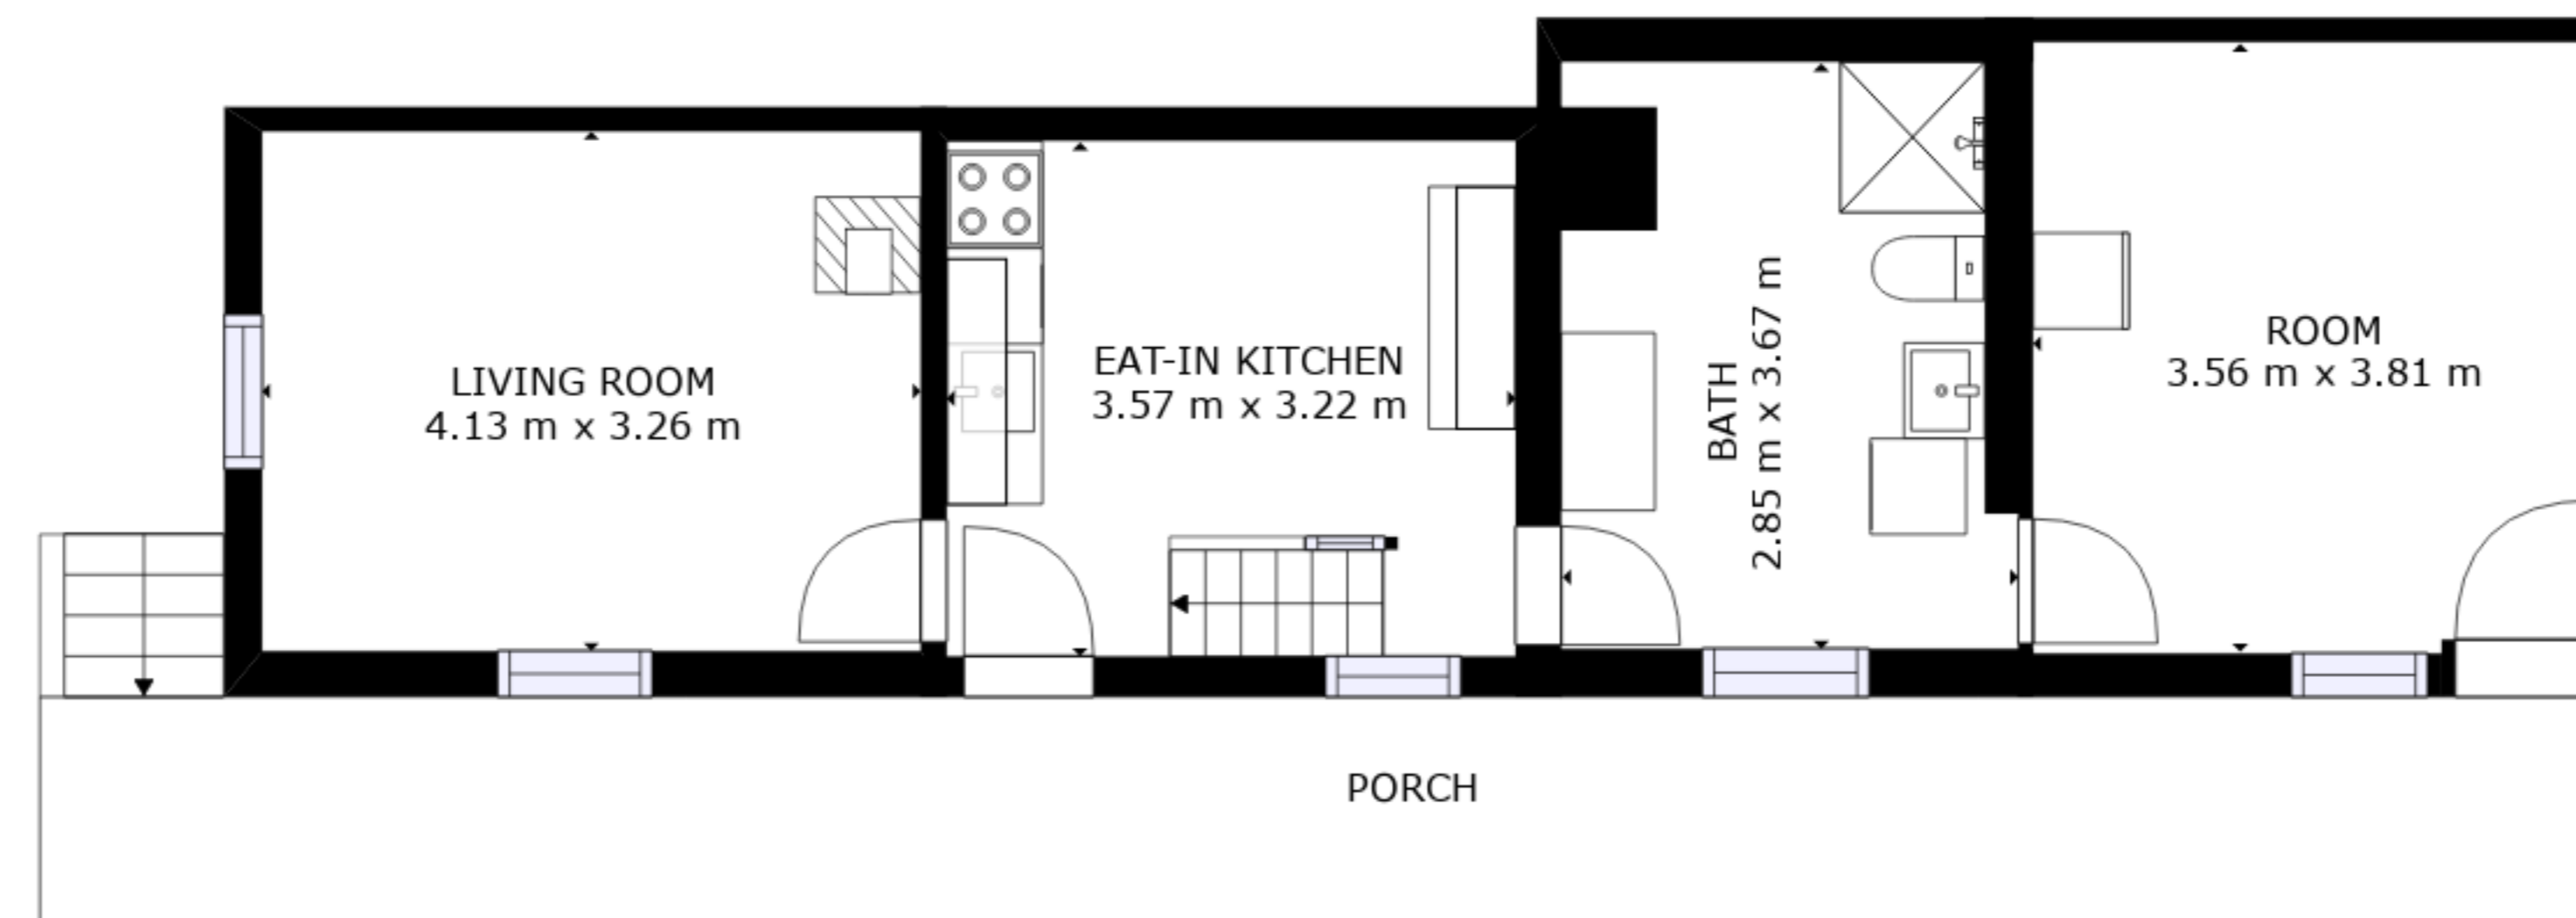 LIVING ROOM
4.13 m x 3.26 m
EAT-IN KITCHEN
3.57 m x 3.22 m
BATH
2.85 m x 3.67 m
ROOM
3.56 m x 3.81 m
PORCH